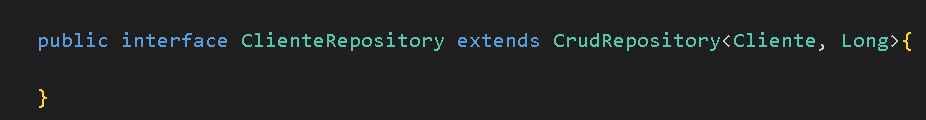 public interface ClienteRepository extends CrudRepository<Cliente, Long>{
}